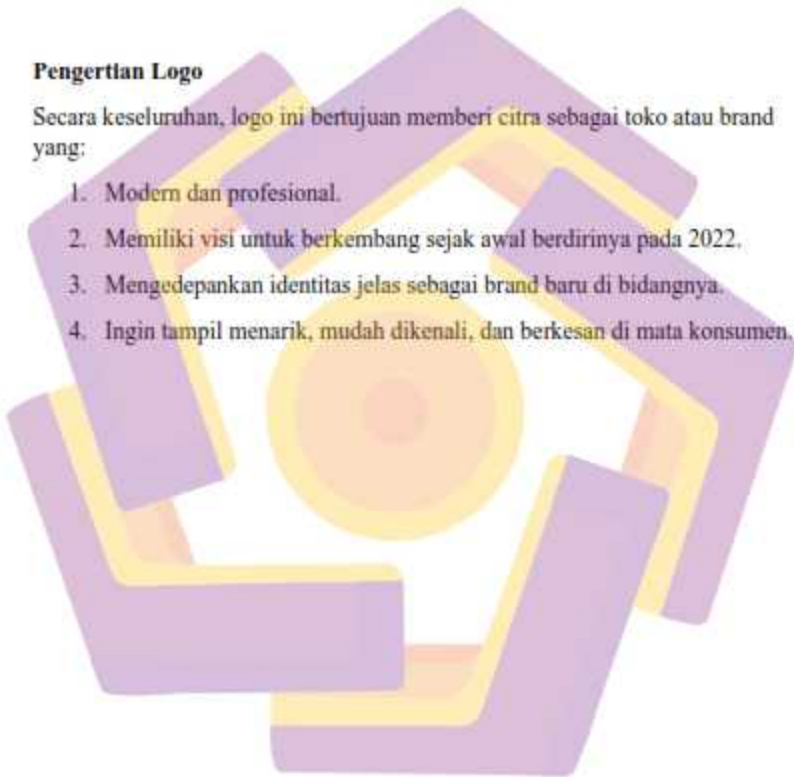 Pengertian Logo
Secara keseluruhan, logo ini bertujuan memberi citra sebagai toko atau brand
yang:
1. Modern dan profesional.
2. Memiliki visi untuk berkembang sejak awal berdirinya pada 2022.
3. Mengedepankan identitas jelas sebagai brand baru di bidangnya.
4. Ingin tampil menarik, mudah dikenali, dan berkesan di mata konsumen.